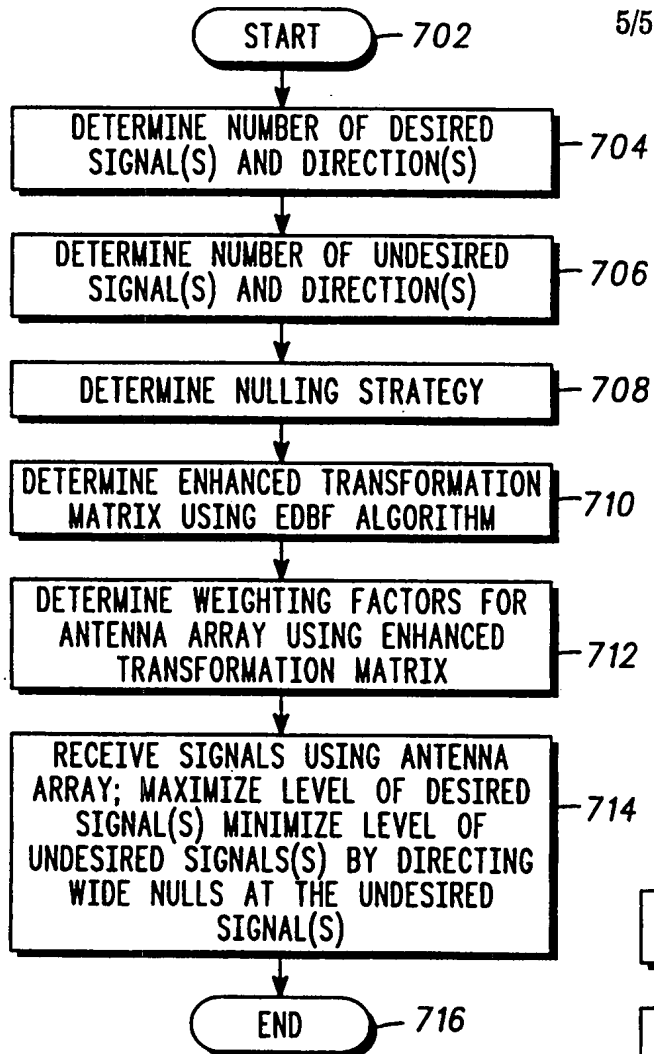 START
702
5/5
DETERMINE NUMBER OF DESIRED
SIGNAL(S) AND DIRECTION(S)
704
DETERMINE NUMBER OF UNDESIRED
SIGNAL(S) AND DIRECTION(S)
706
DETERMINE NULLING STRATEGY
708
DETERMINE ENHANCED TRANSFORMATION
MATRIX USING EDBF ALGORITHM
710
DETERMINE WEIGHTING FACTORS FOR
ANTENNA ARRAY USING ENHANCED
TRANSFORMATION MATRIX
712
RECEIVE SIGNALS USING ANTENNA
ARRAY; MAXIMIZE LEVEL OF DESIRED
SIGNAL(S) MINIMIZE LEVEL OF
UNDESIRED SIGNALS(S) BY DIRECTING
WIDE NULLS AT THE UNDESIRED
SIGNAL(S)
714
END
716